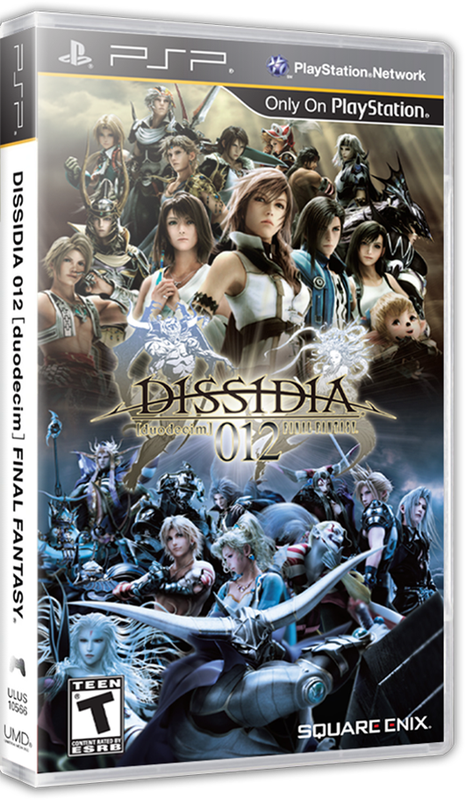 PSP
DISSIDIA 012 [duodecim] FINAL FANTASY®
ULUS
10566
UMD
PSP®
PlayStation®Network
Only On PlayStation®
DISSIDIA
[duodecim] 012 FINAL FANTASY
TEEN
T
CONTENT RATED BY
ESRB
SQUARE ENIX®